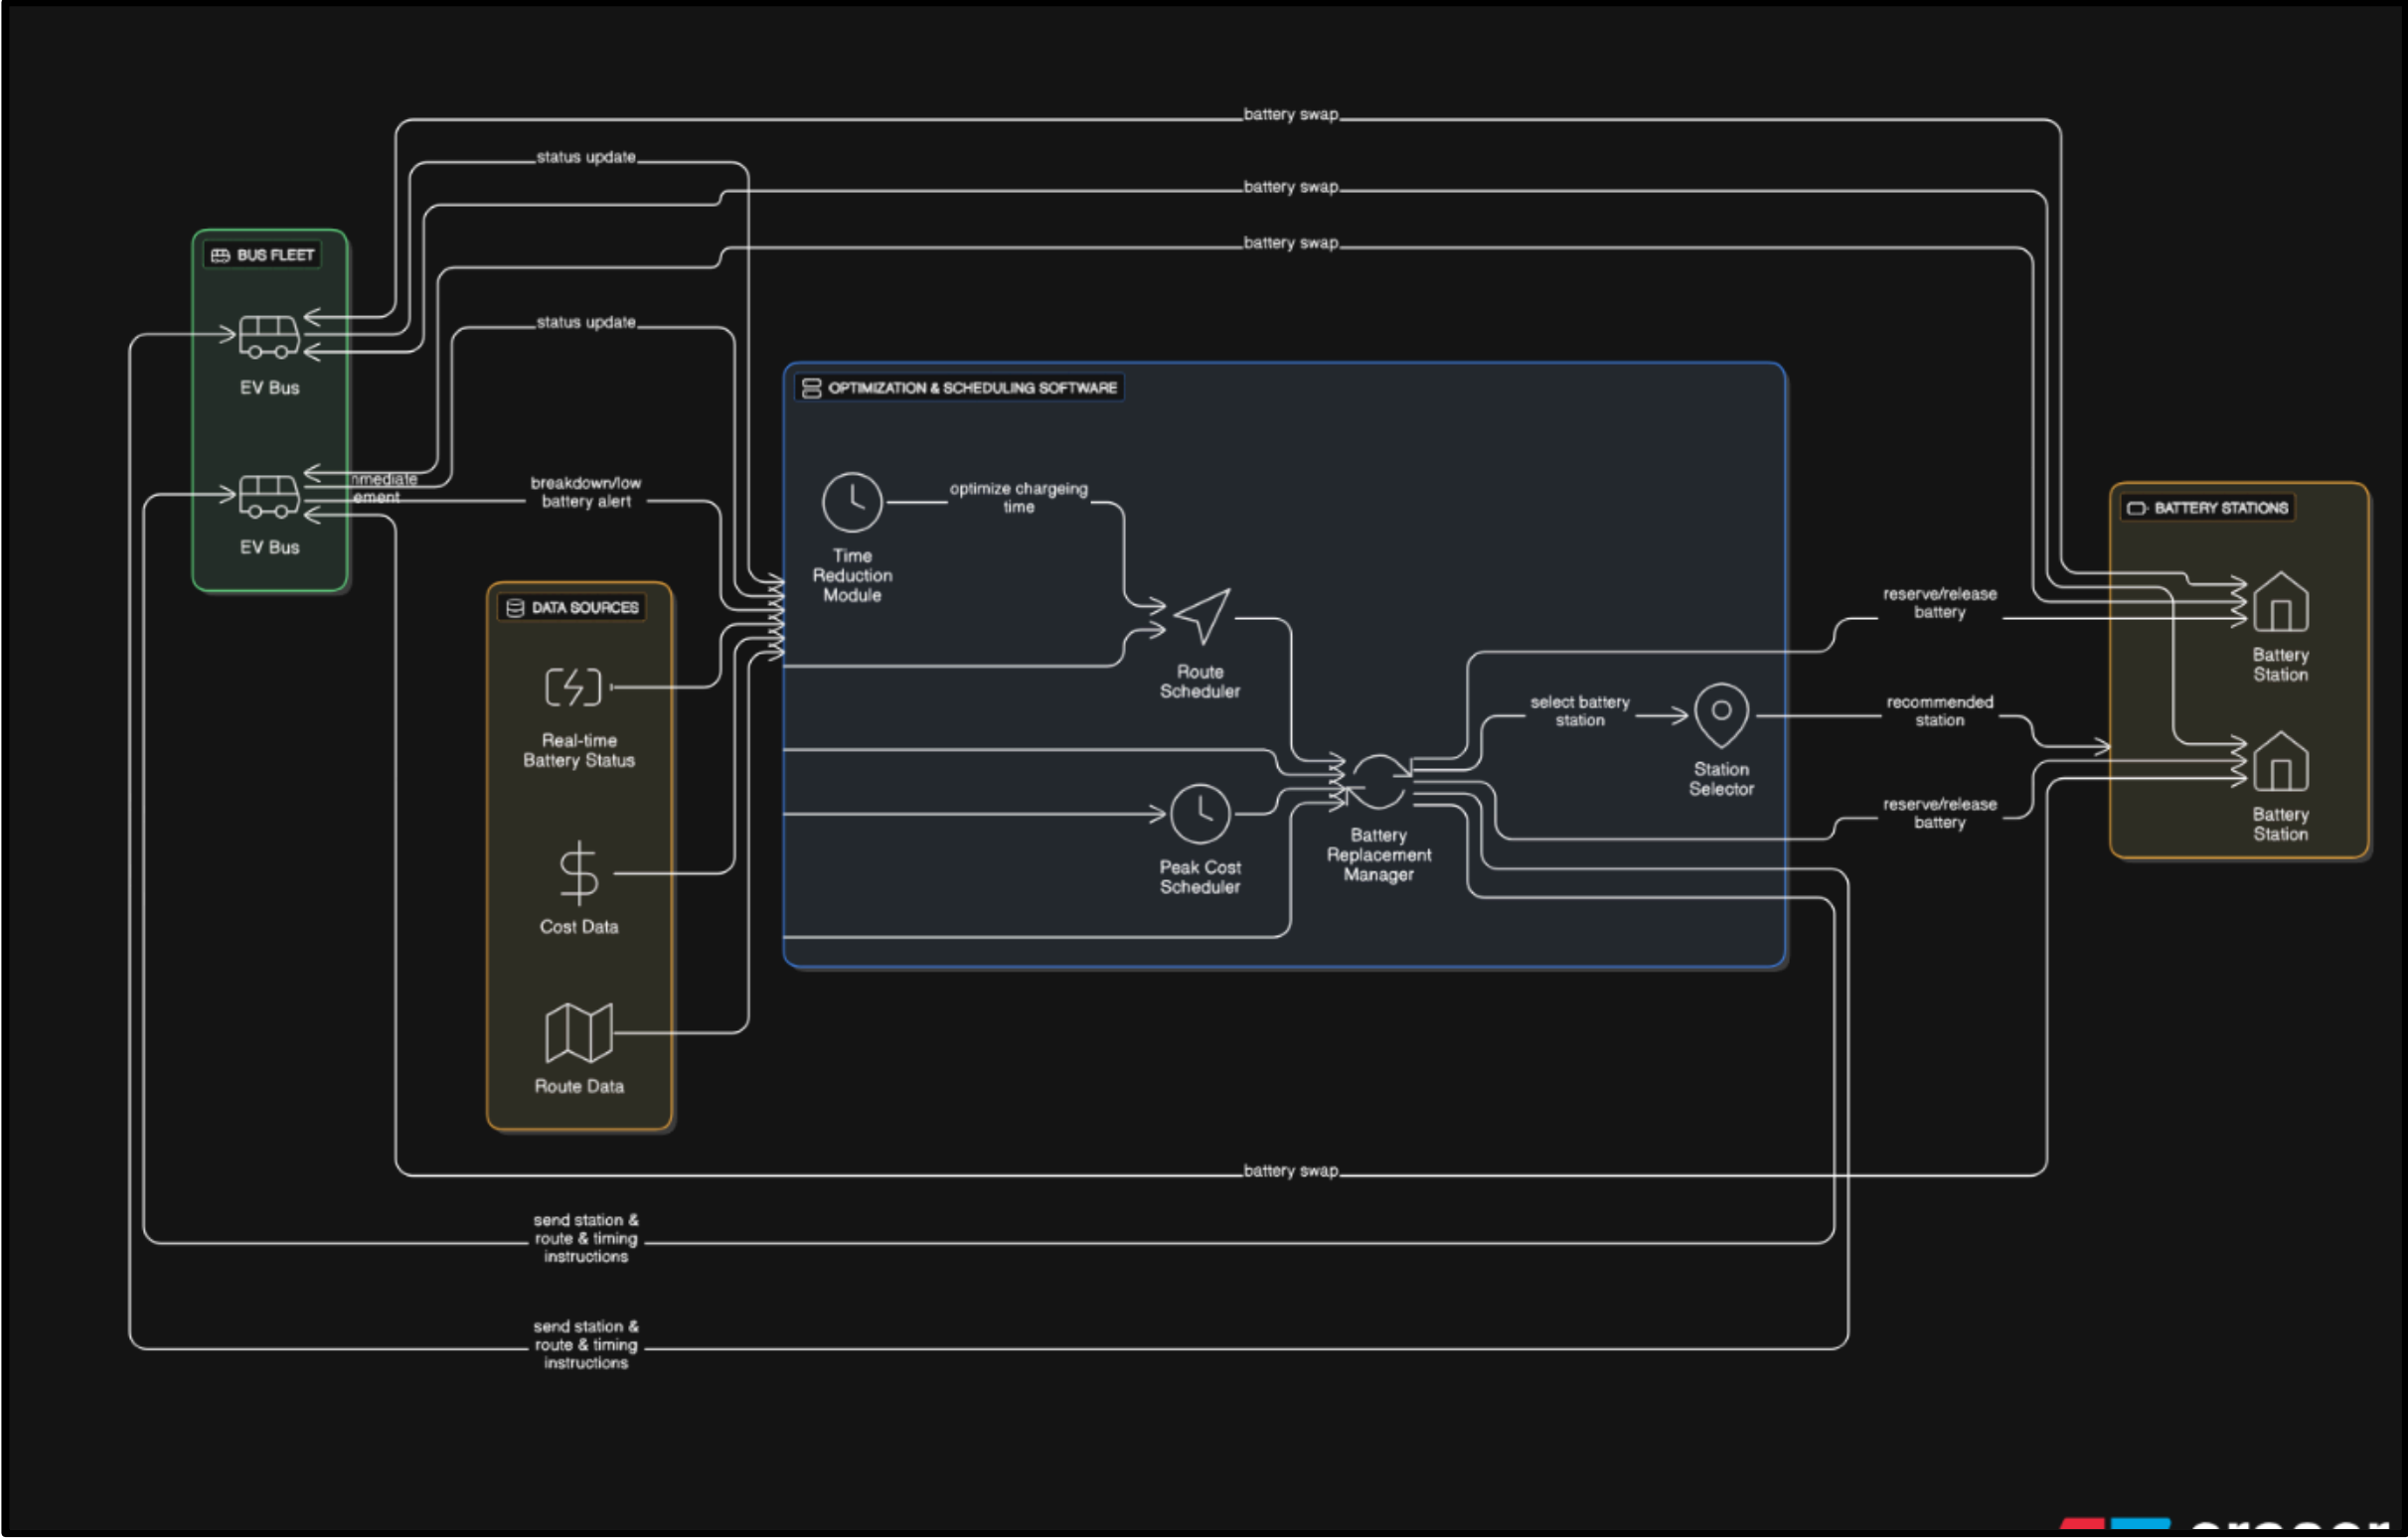 battery swap
status update
battery swap
battery swap
BUS FLEET
status update
EV Bus
OPTIMIZATION & SCHEDULING SOFTWARE
breakdown/low
battery alert
EV Bus
optimize chargeing
time
BATTERY STATIONS
Time
Reduction
Module
DATA SOURCES
reserve/release
battery
Route
Scheduler
Battery
Station
Real-time
Battery Status
select battery
station
recommended
station
Station
Selector
reserve/release
battery
Battery
Station
Battery
Replacement
Manager
Peak Cost
Scheduler
Cost Data
Route Data
battery swap
send station &
route & timing
instructions
send station &
route & timing
instructions